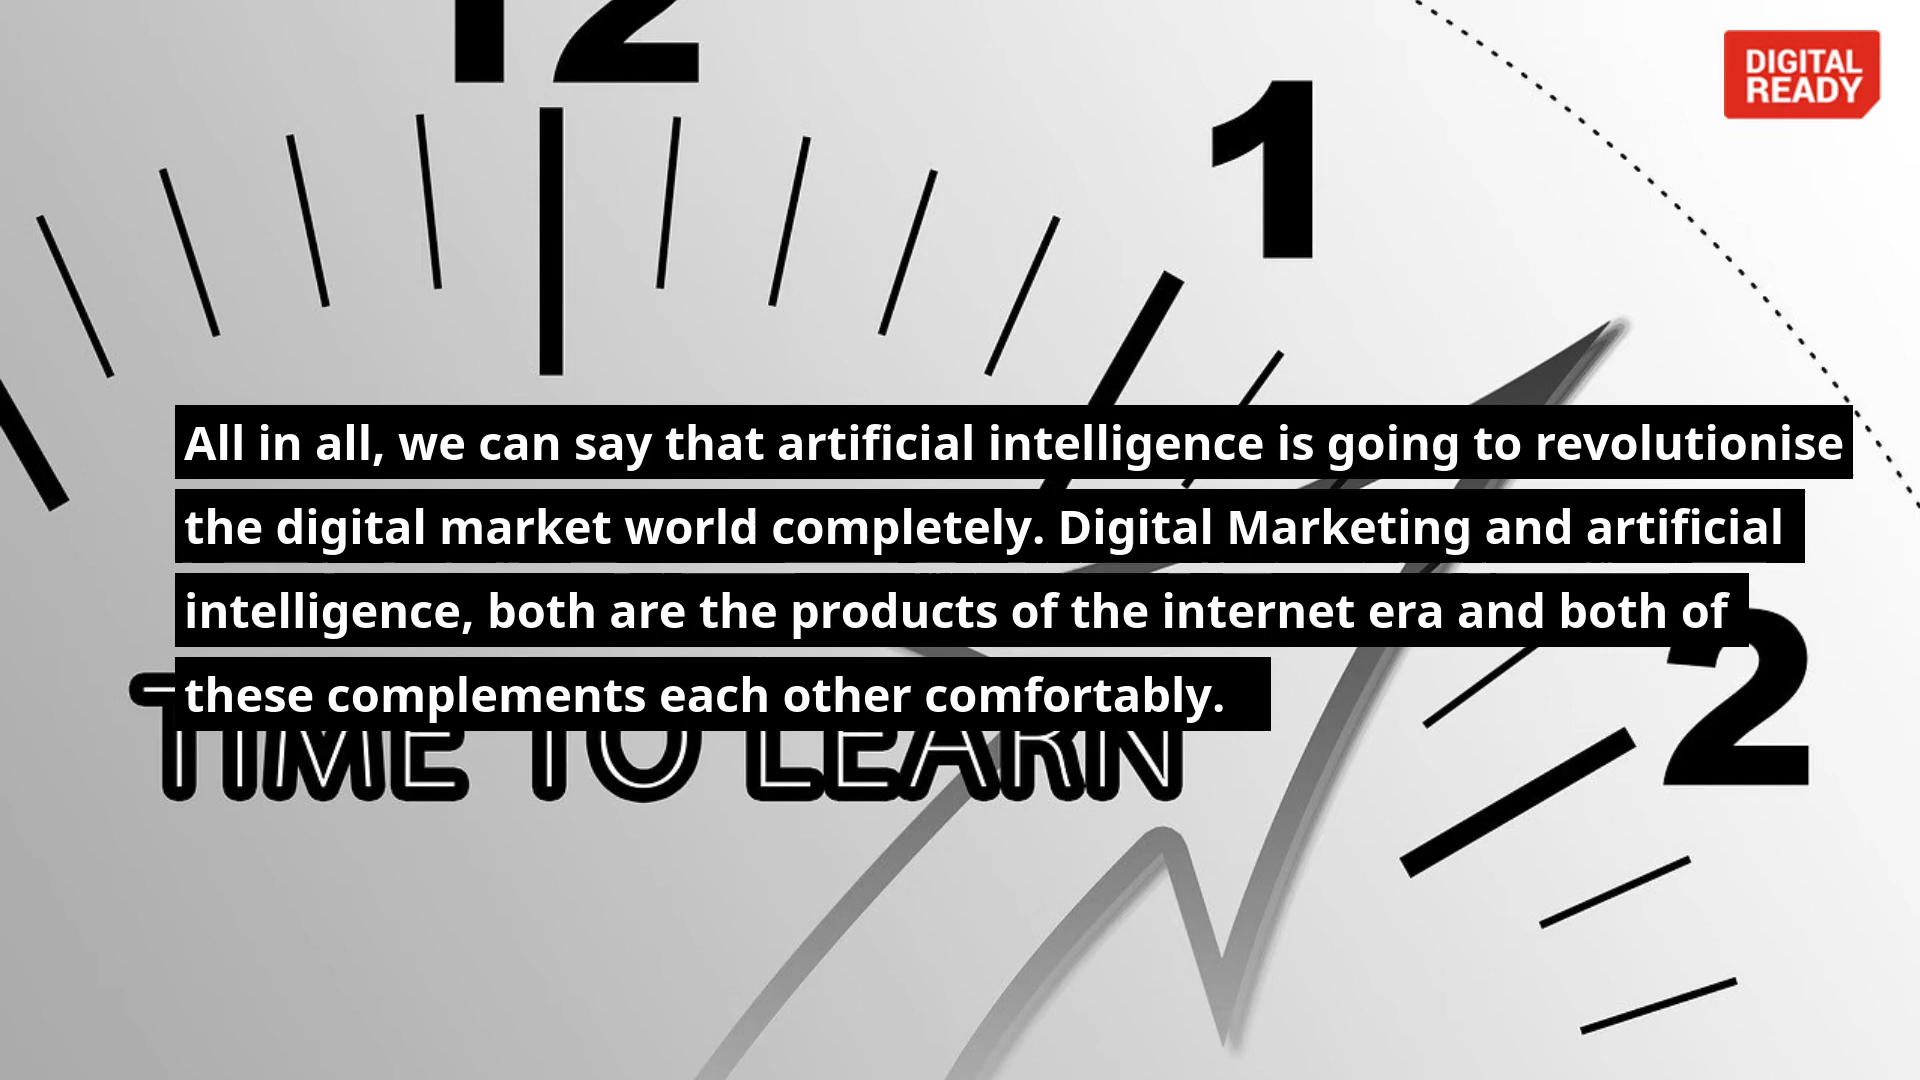 12
1
DIGITAL
READY
All in all, we can say that artificial intelligence is going to revolutionise
the digital market world completely. Digital Marketing and artificial
intelligence, both are the products of the internet era and both of
these complements each other comfortably.
2
TIME TO LEARN